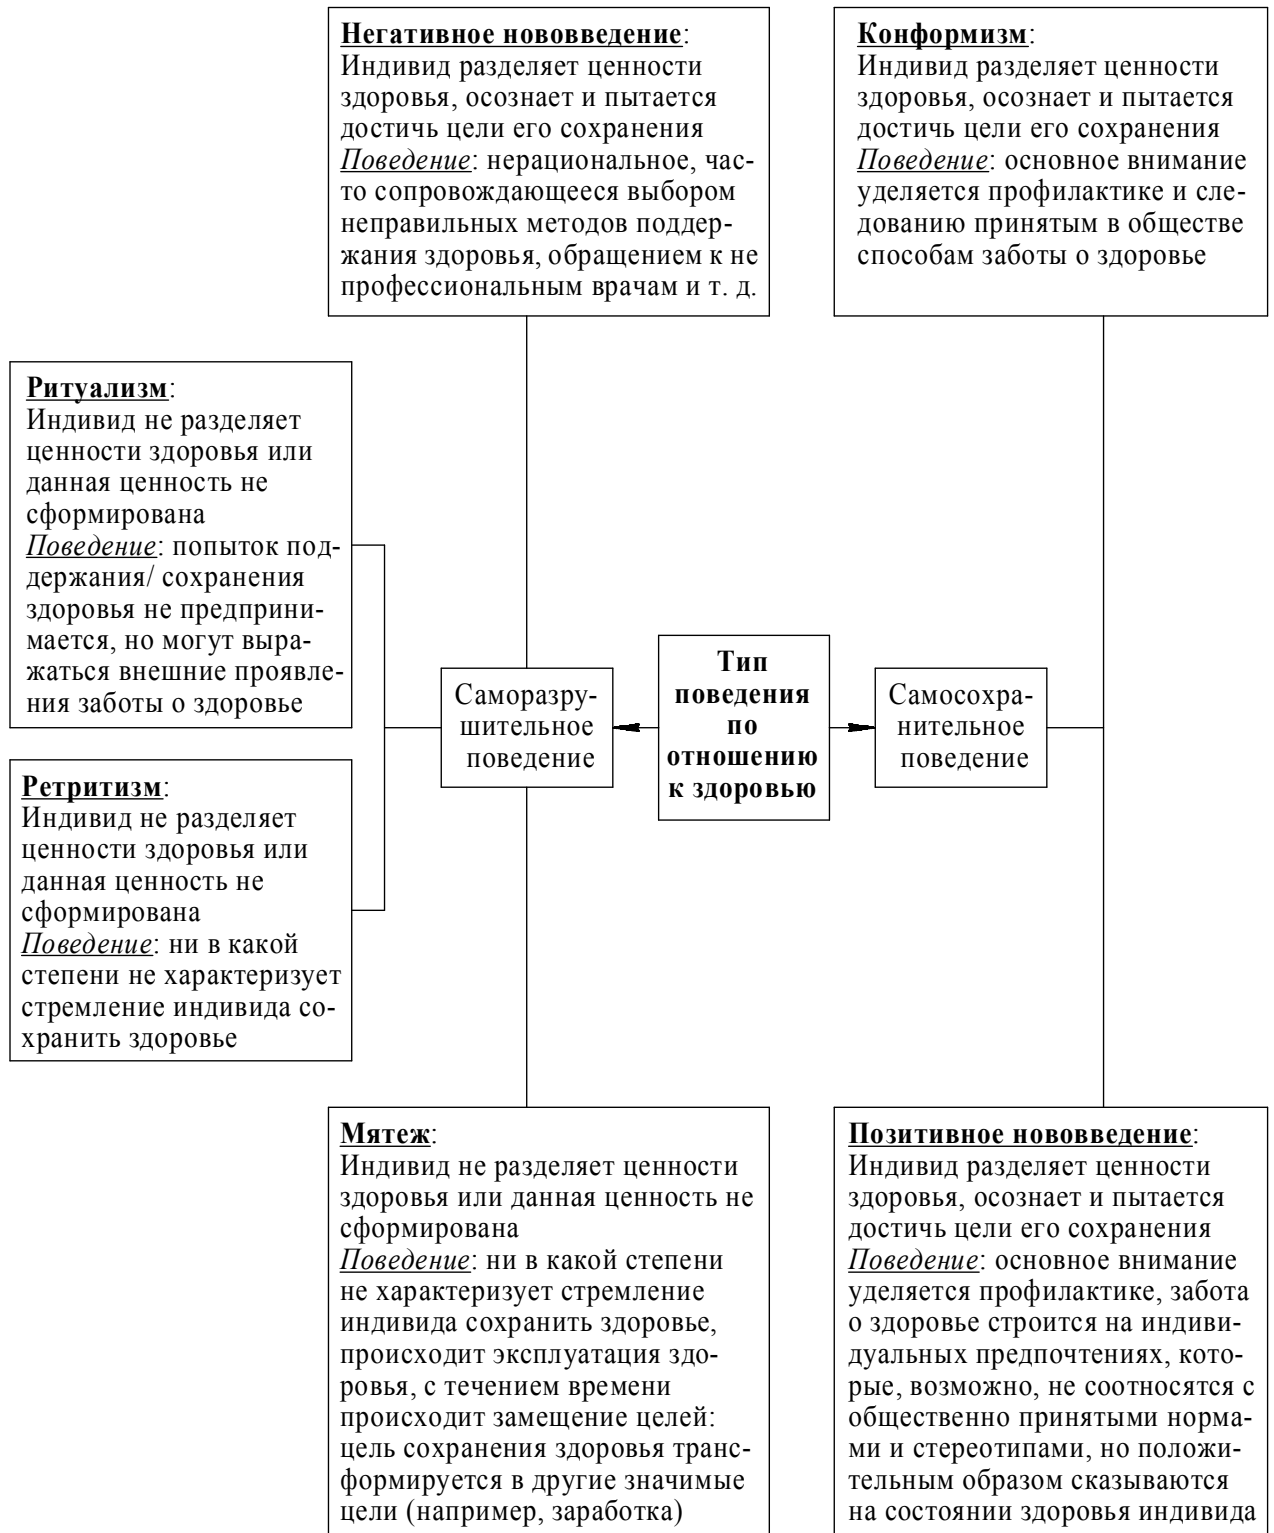 Негативное нововведение:
Индивид разделяет ценности
здоровья, осознает и пытается
достичь цели его сохранения
Поведение: нерациональное, час-
то сопровождающееся выбором
неправильных методов поддер-
жания здоровья, обращением к не
профессиональным врачам и т. д.
Конформизм:
Индивид разделяет ценности
здоровья, осознает и пытается
достичь цели его сохранения
Поведение: основное внимание
уделяется профилактике и сле-
дованию принятым в обществе
способам заботы о здоровье
Ритуализм:
Индивид не разделяет
ценности здоровья или
данная ценность не
сформирована
Поведение: попыток под-
держания/ сохранения
здоровья не предприни-
мается, но могут выра-
жаться внешние проявле-
ния заботы о здоровье
Саморазру-
шительное
поведение
Тип
поведения
по
отношению
к здоровью
Самосохра-
нительное
поведение
Ретритизм:
Индивид не разделяет
ценности здоровья или
данная ценность не
сформирована
Поведение: ни в какой
степени не характеризует
стремление индивида со-
хранить здоровье
Мятеж:
Индивид не разделяет ценности
здоровья или данная ценность не
сформирована
Поведение: ни в какой степени
не характеризует стремление
индивида сохранить здоровье,
происходит эксплуатация здо-
ровья, с течением времени
происходит замещение целей:
цель сохранения здоровья транс-
формируется в другие значимые
цели (например, заработка)
Позитивное нововведение:
Индивид разделяет ценности
здоровья, осознает и пытается
достичь цели его сохранения
Поведение: основное внимание
уделяется профилактике, забота
о здоровье строится на индиви-
дуальных предпочтениях, кото-
рые, возможно, не соотносятся с
общественно принятыми норма-
ми и стереотипами, но положи-
тельным образом сказываются
на состоянии здоровья индивида